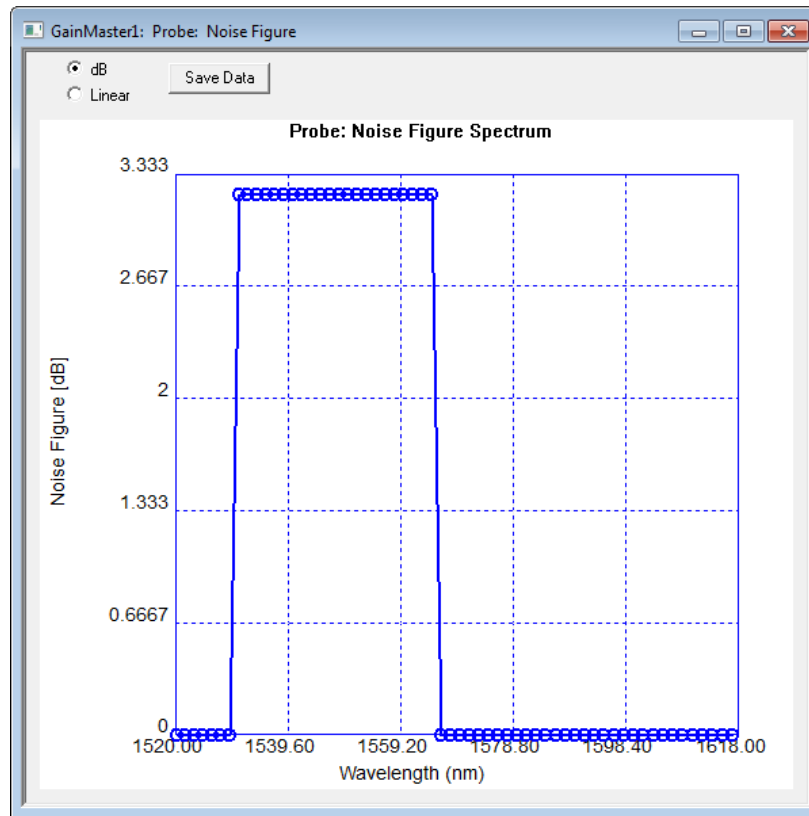 GainMaster1: Probe: Noise Figure
dB
Linear
Save Data
Probe: Noise Figure Spectrum
3.333
2.667
2
1.333
0.6667
0
Noise Figure [dB]
1520.00 1539.60 1559.20 1578.80 1598.40 1618.00
Wavelength (nm)